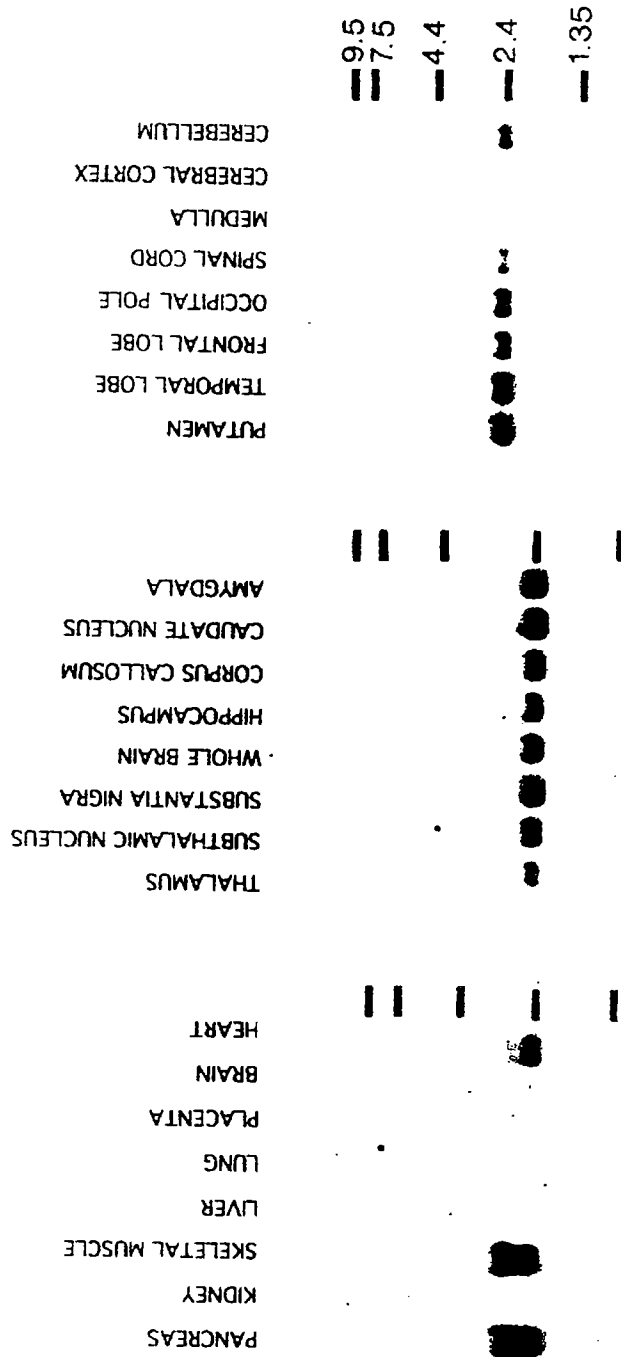 9.5
7.5
4.4
2.4
1.35
CEREBELLUM
CEREBRAL CORTEX
MEDULLA
SPINAL CORD
OCCIPITAL POLE
FRONTAL LOBE
TEMPORAL LOBE
PUTAMEN
AMYGDALA
CAUDATE NUCLEUS
CORPUS CALLOSUM
HIPPOCAMPUS
WHOLE BRAIN
SUBSTANTIA NIGRA
SUBTHALAMIC NUCLEUS
THALAMUS
HEART
BRAIN
PLACENTA
LUNG
LIVER
SKELETAL MUSCLE
KIDNEY
PANCREAS